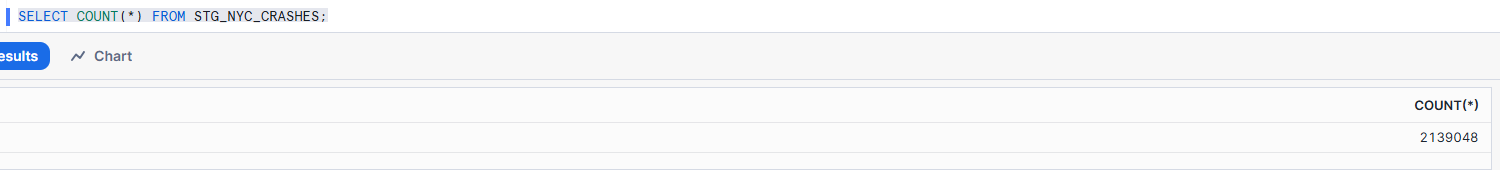 SELECT COUNT(*) FROM STG_NYC_CRASHES;
esults Chart
COUNT(*)
2139048